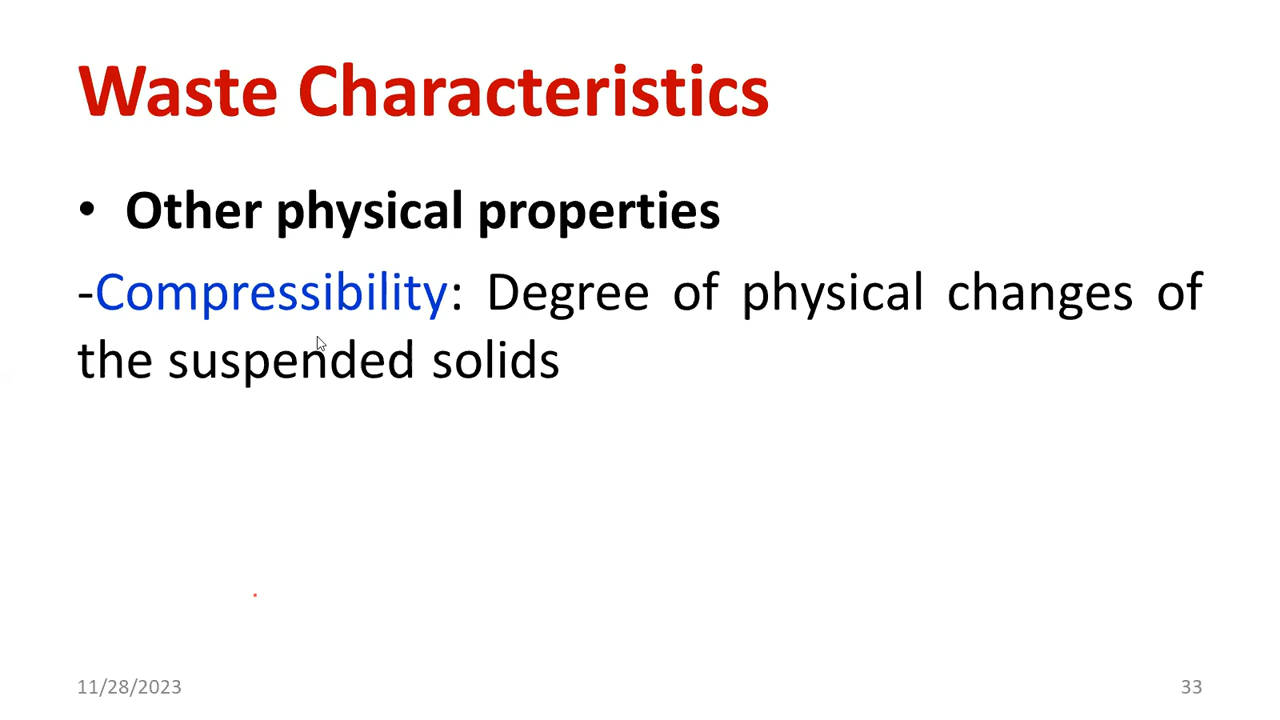 Waste Characteristics
• Other physical properties
-Compressibility: Degree of physical changes of
the suspended solids
11/28/2023
33